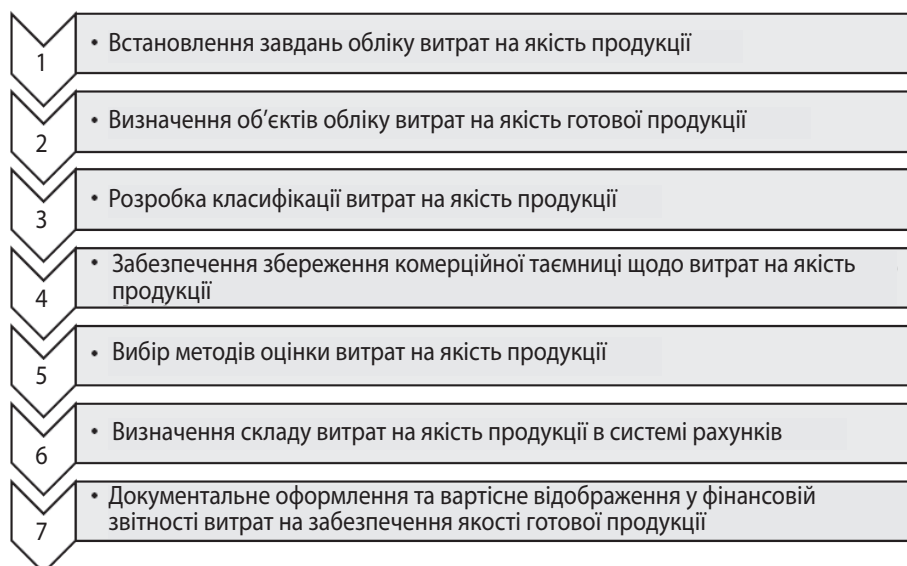 1
• Встановлення завдань обліку витрат на якість продукції
2
• Визначення об’єктів обліку витрат на якість готової продукції
3
• Розробка класифікації витрат на якість продукції
4
• Забезпечення збереження комерційної таємниці щодо витрат на якість
продукції
5
• Вибір методів оцінки витрат на якість продукції
6
• Визначення складу витрат на якість продукції в системі рахунків
7
• Документальне оформлення та вартісне відображення у фінансовій
звітності витрат на забезпечення якості готової продукції